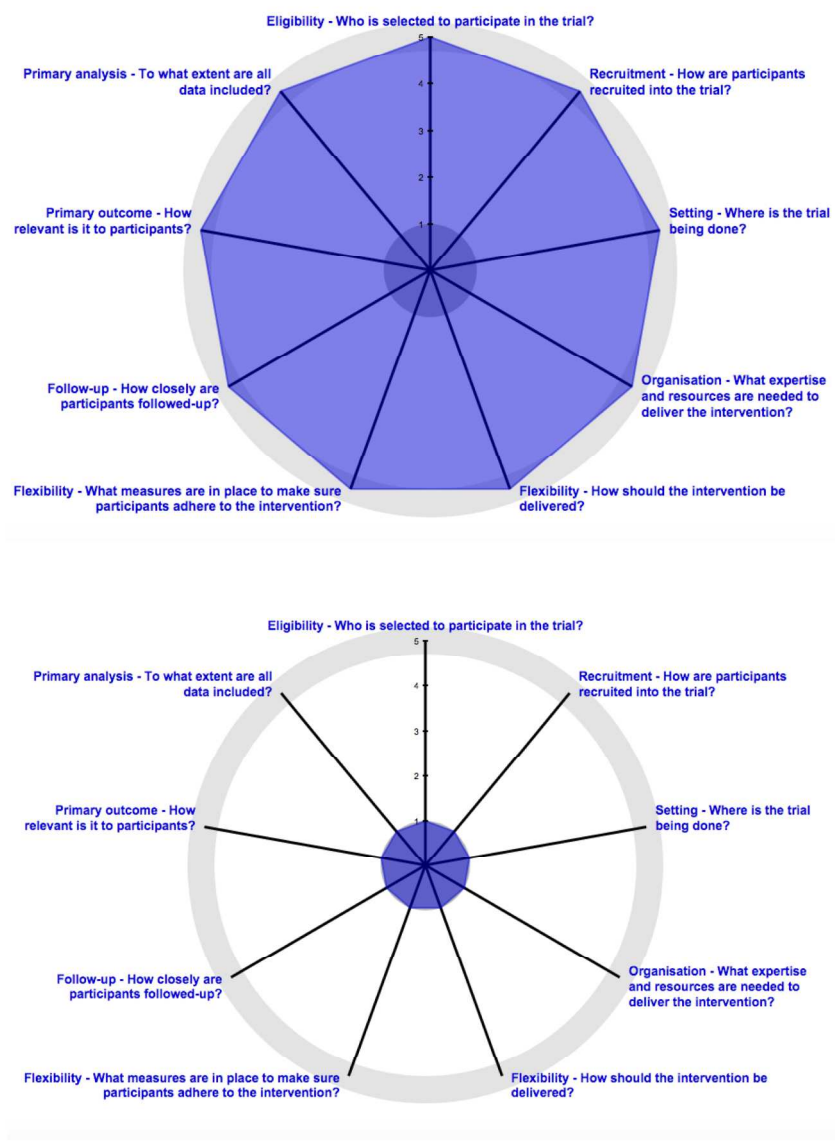 Eligibility - Who is selected to participate in the trial?
5
Primary analysis - To what extent are all
data included?
Recruitment - How are participants
recruited into the trial?
4
3
2
Primary outcome - How
relevant is it to participants?
Setting - Where is the trial
being done?
1
Follow-up - How closely are
participants followed-up?
Organisation - What expertise
and resources are needed to
deliver the intervention?
Flexibility - What measures are in place to make sure
participants adhere to the intervention?
Flexibility - How should the intervention be
delivered?
Eligibility - Who is selected to participate in the trial?
5
Primary analysis - To what extent are all
data included?
Recruitment - How are participants
recruited into the trial?
4
3
2
Primary outcome - How
relevant is it to participants?
Setting - Where is the trial
being done?
1
Follow-up - How closely are
participants followed-up?
Organisation - What expertise
and resources are needed to
deliver the intervention?
Flexibility - What measures are in place to make sure
participants adhere to the intervention?
Flexibility - How should the intervention be
delivered?